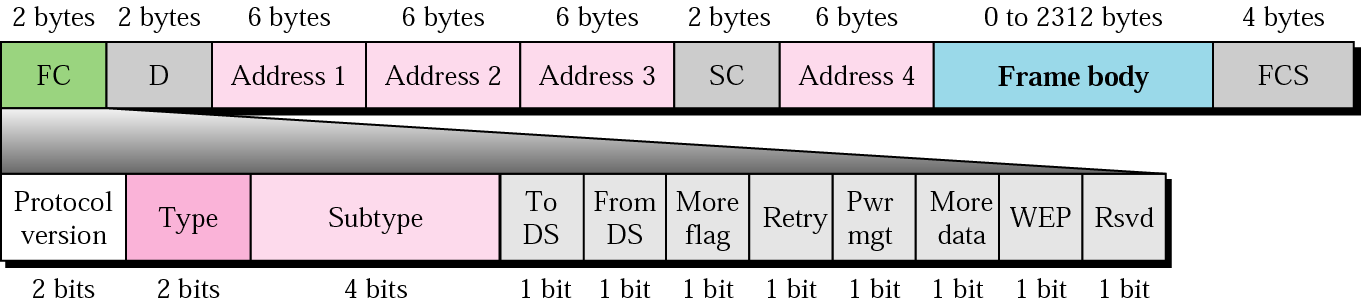 2 bytes 2 bytes 6 bytes 6 bytes 6 bytes 2 bytes 6 bytes 0 to 2312 bytes 4 bytes
FC D Address 1 Address 2 Address 3 SC Address 4 Frame body FCS
Protocol version Type Subtype To DS From DS More flag Retry Pwr mgt More data WEP Rsvd
2 bits 2 bits 4 bits 1 bit 1 bit 1 bit 1 bit 1 bit 1 bit 1 bit 1 bit